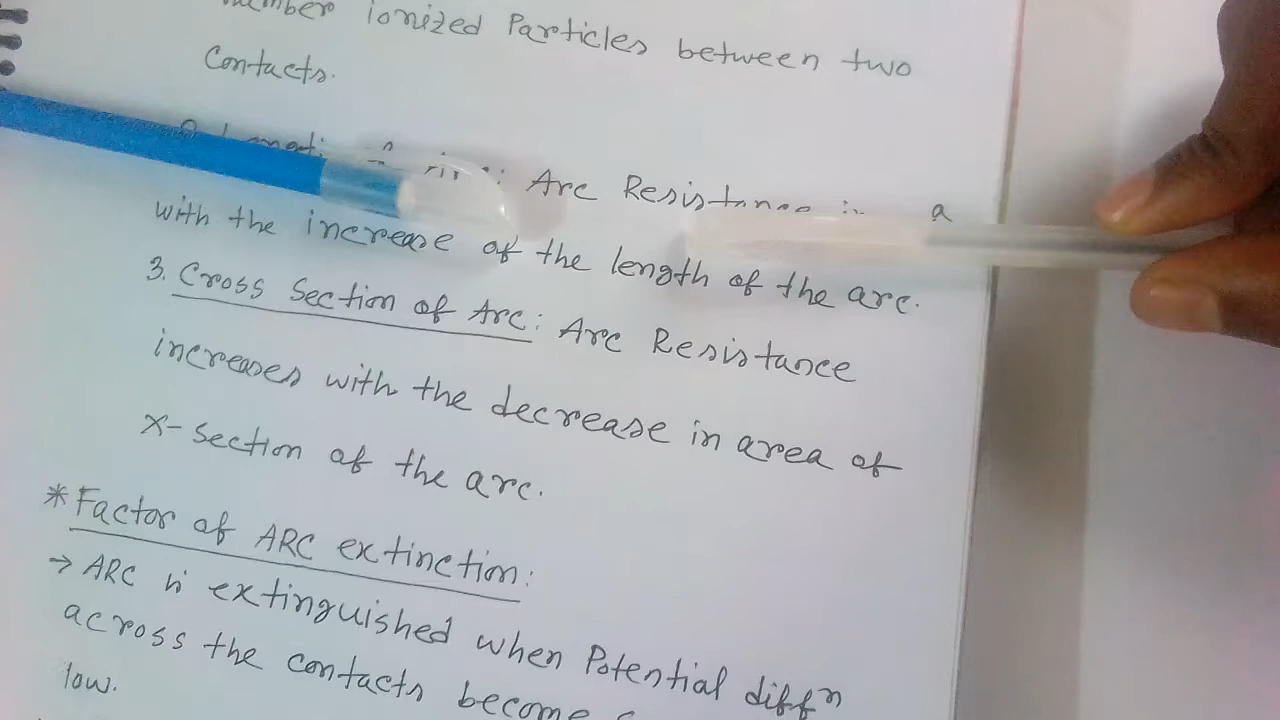 ionized Particles between two
Contacts.
Arc Resistance
with the increase of the length of the arc.
3. Cross Section of Arc: Arc Resistance
increases with the decrease in area of
x-section of the arc.
* Factor of ARC extinction:
→ ARC is extinguished when Potential diffn
across the contacts become
low.